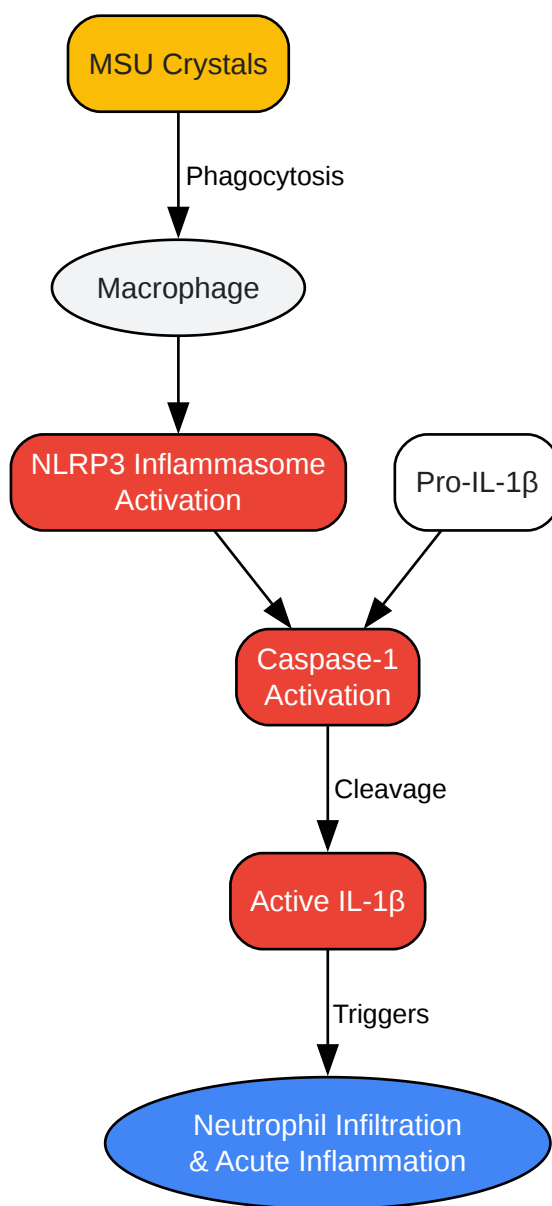 MSU Crystals
Phagocytosis
Macrophage
NLRP3 Inflammasome
Activation
Pro-IL-1β
Caspase-1
Activation
Cleavage
Active IL-1β
Triggers
Neutrophil Infiltration
& Acute Inflammation